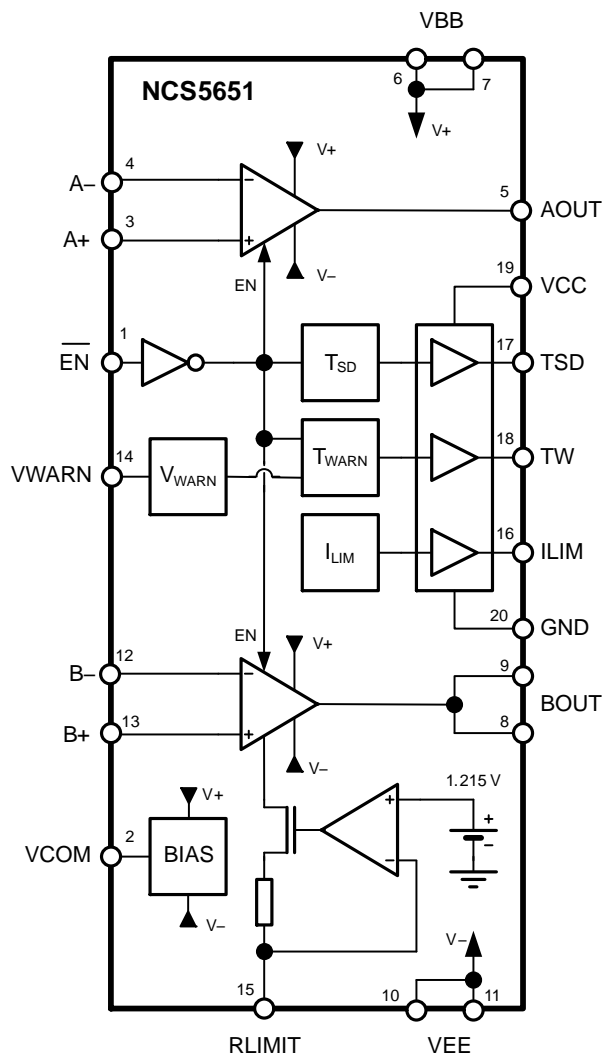 VBB
6
7
NCS5651
V+
V+
4
A−
−
5
AOUT
3
A+
+
V−
EN
19
VCC
1
EN
TSD
17
TSD
14
VWARN
VWARN
TWARN
18
TW
ILIM
16
ILIM
20
GND
EN
V+
12
B−
−
9
BOUT
13
B+
+
8
V−
1.215 V
V+
+
+
2
VCOM
BIAS
−
−
V−
V−
15
10
11
RLIMIT
VEE